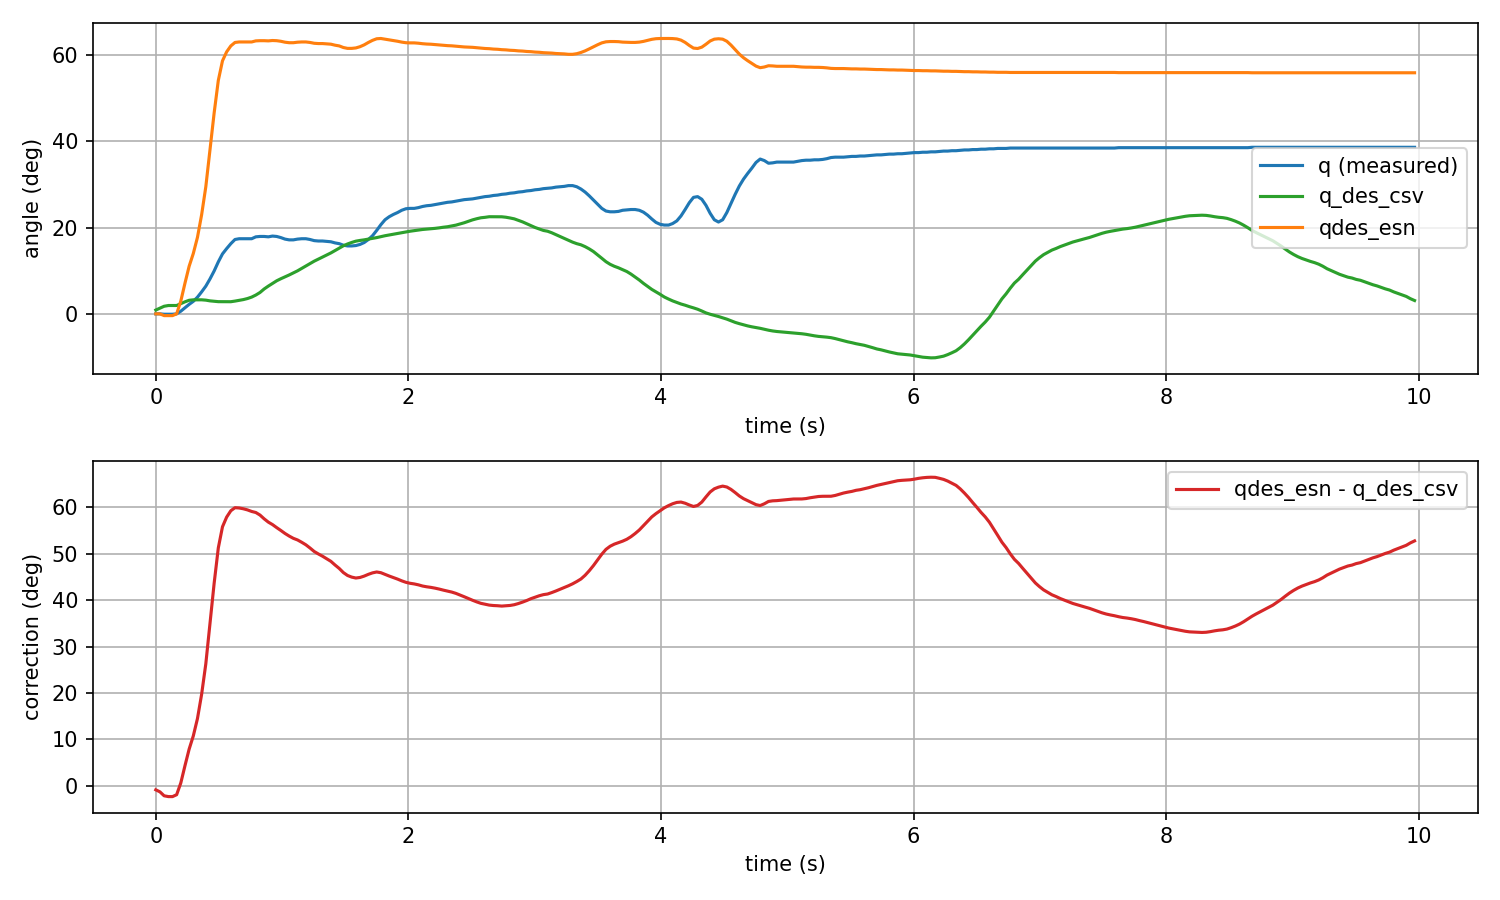 60
40
20
0
angle (deg)
q (measured)
q_des_csv
qdes_esn
0 2 4 6 8 10
time (s)
60
50
40
30
20
10
0
correction (deg)
qdes_esn - q_des_csv
0 2 4 6 8 10
time (s)